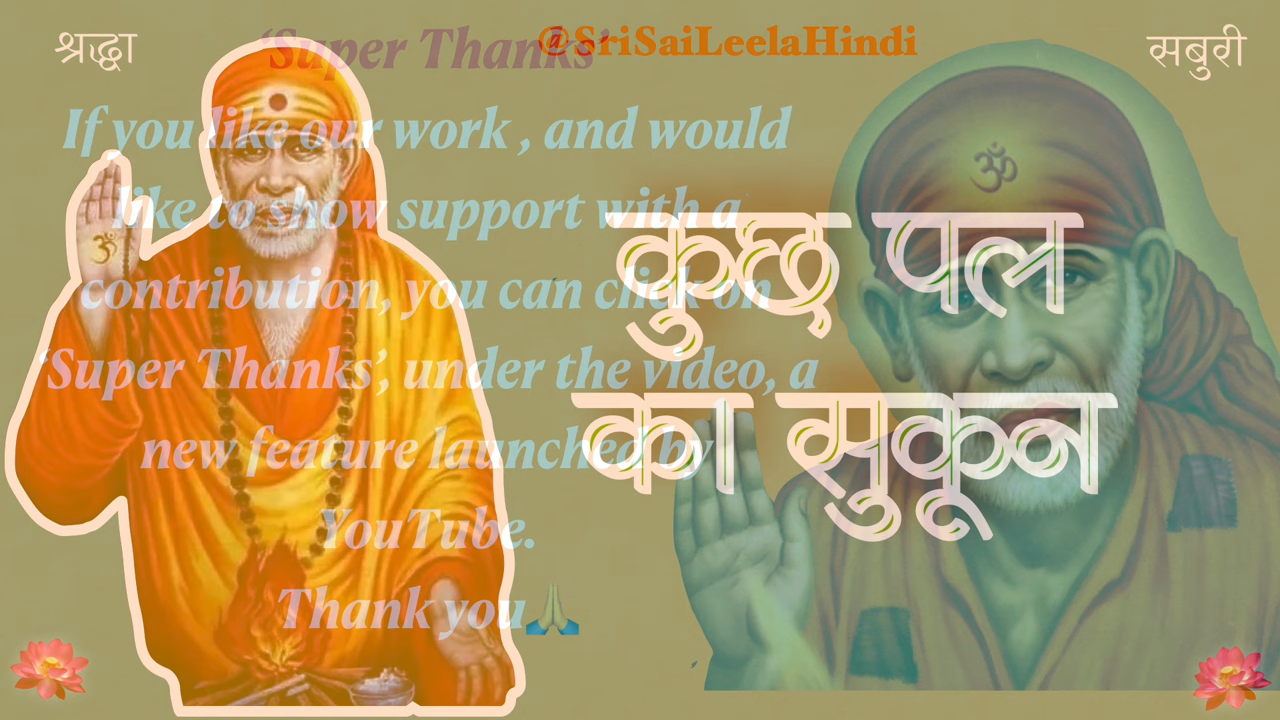 श्रद्धा
'Super Thanks'
@SriSaiLeelaHindi
सबुरी
If you like our work , and would
like to show support with a
contribution, you can click on
'Super Thanks', under the video, a
new feature launched by
YouTube.
Thank you🙏
कुछ पल
का सुकून
ॐ
ॐ